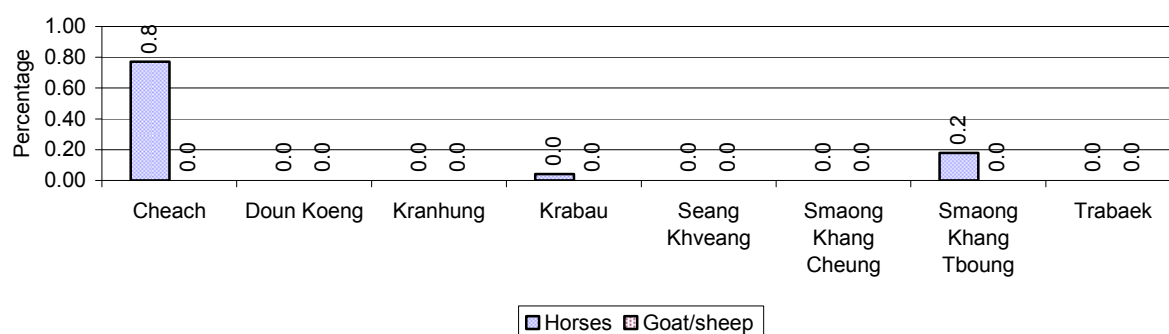 Percentage
1.00
0.80
0.60
0.40
0.20
0.00
0.8
0.0
0.0
0.0
0.0
0.0
0.0
0.0
0.0
0.0
0.0
0.0
0.2
0.0
0.0
0.0
Cheach
Doun Koeng
Kranhung
Krabau
Seang
Khveang
Smaong
Khang
Cheung
Smaong
Khang
Tboung
Trabaek
Horses
Goat/sheep